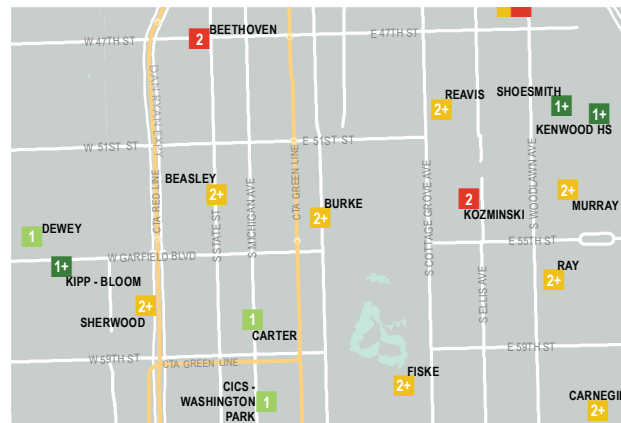 2
BEETHOVEN
W 47TH ST
E 47TH ST
REAVIS
2+
SHOESMITH
1+
1+
KENWOOD HS
DAN RYAN EXPY
W 51ST ST
E 51ST ST
BEASLEY
2+
S STATE ST
S MICHIGAN AVE
CTA GREEN LINE
CTA RED LINE
BURKE
2+
S COTTAGE GROVE AVE
2
KOZMINSKI
S ELLIS AVE
S WOODLAWN AVE
2+
MURRAY
DEWEY
1
1+
KIPP - BLOOM
W GARFIELD BLVD
E 55TH ST
RAY
2+
2+
SHERWOOD
1
CARTER
W 59TH ST
CTA GREEN LINE
E 59TH ST
FISKE
2+
CICS -
WASHINGTON
PARK
1
2+